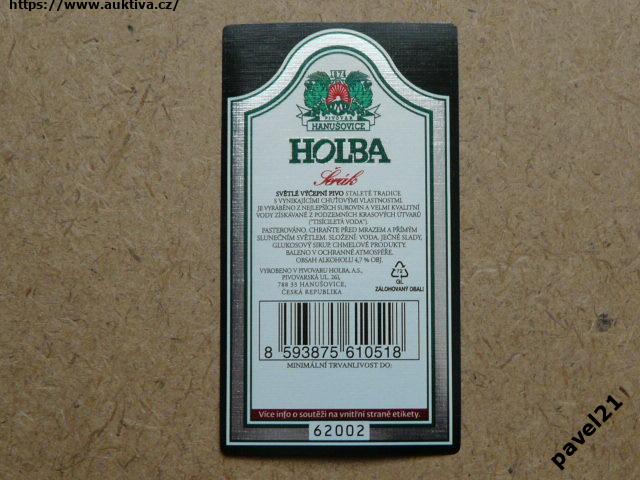 https://www.auktiva.cz/
1874
PIVOVAR
HANUŠOVICE
HOLBA
Šerák
SVĚTLÉ VÝČEPNÍ PIVO STALETÉ TRADICE
S VYNIKAJÍCÍMI CHUŤOVÝMI VLASTNOSTMI.
JE VYRÁBĚNO Z NEJLEPŠÍCH SUROVIN A VELMI KVALITNÍ
VODY ZÍSKÁVANÉ Z PODZEMNÍCH KRASOVÝCH ÚTVARŮ
("TISÍCILETÁ VODA").
PASTEROVÁNO. CHRAŇTE PŘED MRAZEM A PŘÍMÝM
SLUNEČNÍM SVĚTLEM. SLOŽENÍ: VODA, JEČNÉ SLADY,
GLUKOSOVÝ SIRUP, CHMELOVÉ PRODUKTY.
BALENO V OCHRANNÉ ATMOSFÉŘE.
OBSAH ALKOHOLU 4,7 % OBJ.
VYROBENO V PIVOVARU HOLBA, A.S.,
PIVOVARSKÁ UL. 261,
788 33 HANUŠOVICE,
ČESKÁ REPUBLIKA
72
GL
ZÁLOHOVANÝ OBAL!
8 593875 610518
MINIMÁLNÍ TRVANLIVOST DO:
Více info o soutěži na vnitřní straně etikety.
62002
pavel21